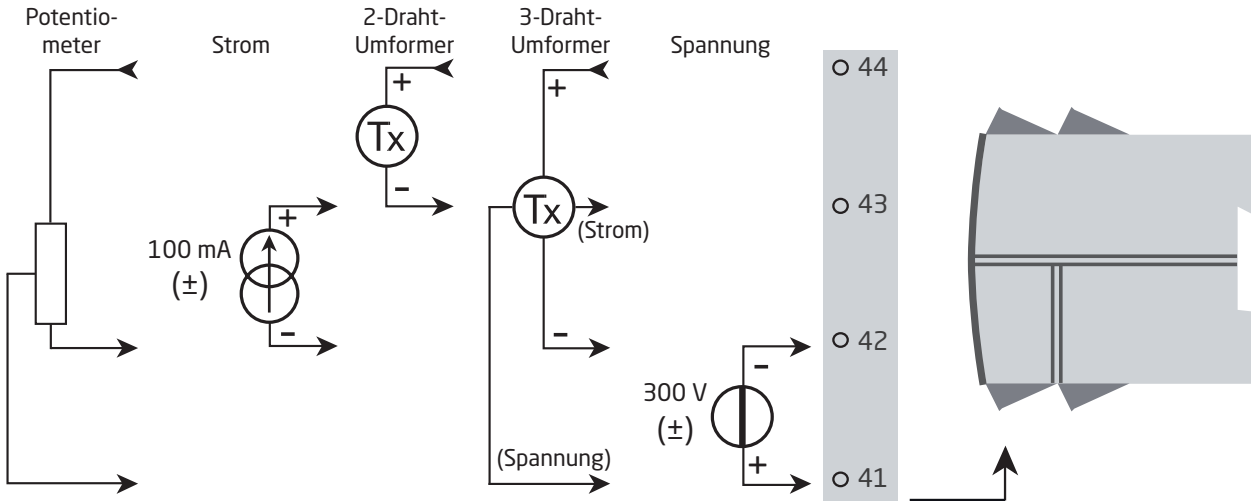 Potentio-
meter
Strom
2-Draht-
Umformer
3-Draht-
Umformer
Spannung
+
Tx
-
+
Tx
(Strom)
-
(Spannung)
100 mA
(±)
+
-
300 V
(±)
-
+
44
43
42
41